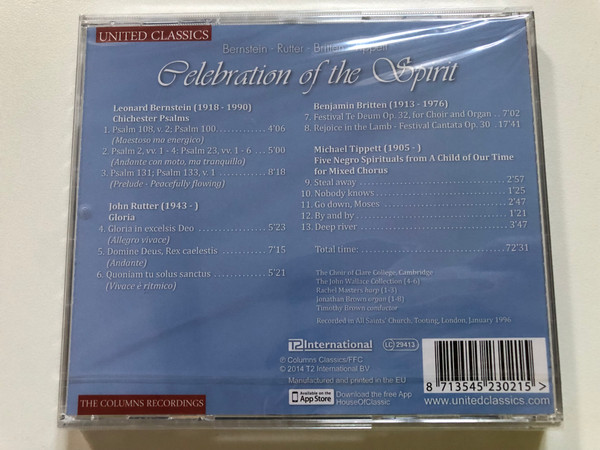 UNITED CLASSICS
Bernstein - Rutter - Britten - Tippett
Celebration of the Spirit
Leonard Bernstein (1918 - 1990)
Chichester Psalms
1. Psalm 108, v. 2; Psalm 100 4'06
(Maestoso ma energico)
2. Psalm 2, vv. 1 - 4; Psalm 23, vv. 1 - 6 5'00
(Andante con moto, ma tranquillo)
3. Psalm 131; Psalm 133, v. 1 8'18
(Prelude - Peacefully flowing)
John Rutter (1943 - )
Gloria
4. Gloria in excelsis Deo 5'23
(Allegro vivace)
5. Domine Deus, Rex caelestis 7'15
(Andante)
6. Quoniam tu solus sanctus 5'21
(Vivace e ritmico)
Benjamin Britten (1913 - 1976)
7. Festival Te Deum Op. 32, for Choir and Organ 7'02
8. Rejoice in the Lamb - Festival Cantata Op. 30 17'41
Michael Tippett (1905 - )
Five Negro Spirituals from A Child of Our Time
for Mixed Chorus
9. Steal away 2'57
10. Nobody knows 1'25
11. Go down, Moses 2'47
12. By and by 1'21
13. Deep river 3'47
Total time: 72'31
The Choir of Clare College, Cambridge
The John Wallace Collection (4-6)
Rachel Masters harp (1-3)
Jonathan Brown organ (1-8)
Timothy Brown conductor
Recorded in All Saints' Church, Tooting, London, January 1996
T2 International
LC 29413
℗ Columns Classics/FFC
© 2014 T2 International BV
Manufactured and printed in the EU
Available on the
App Store
Download the free App
HouseOfClassic
8 713545 230215 >
www.unitedclassics.com
THE COLUMNS RECORDINGS